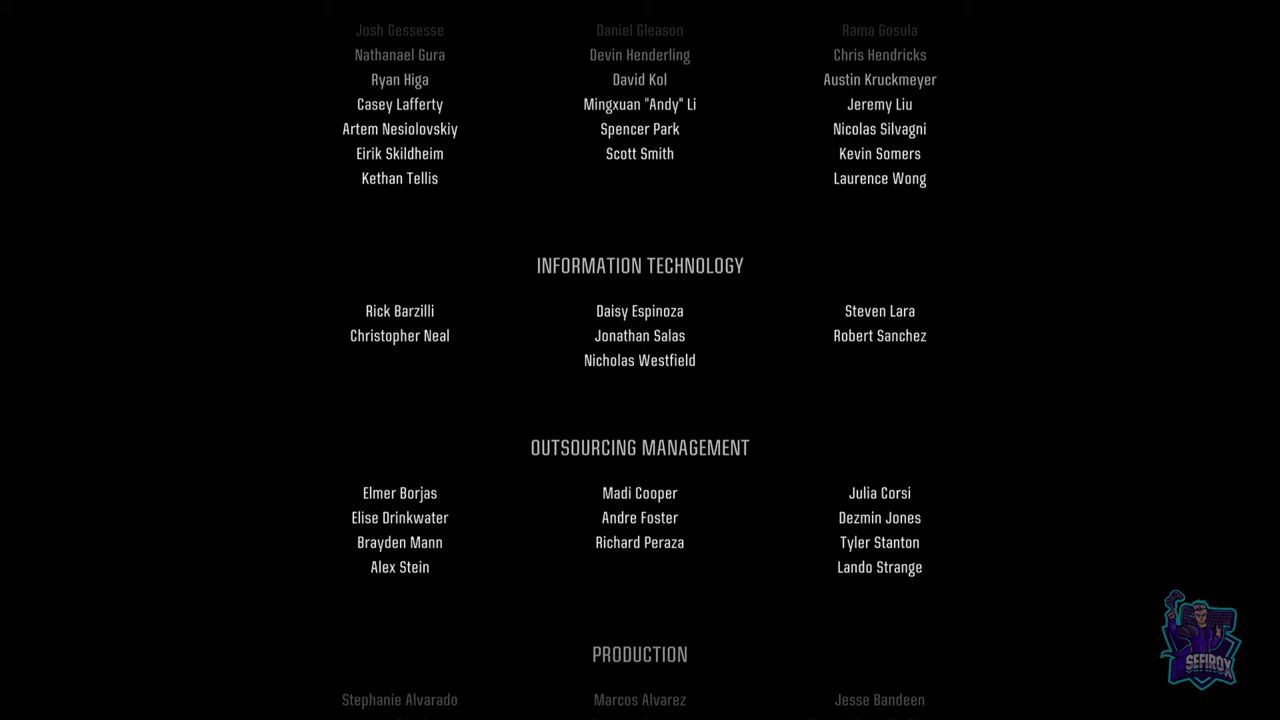 Josh Gessesse Daniel Gleason Rama Gosula
Nathanael Gura Devin Henderling Chris Hendricks
Ryan Higa David Kol Austin Kruckmeyer
Casey Lafferty Mingxuan "Andy" Li Jeremy Liu
Artem Nesiolovskiy Spencer Park Nicolas Silvagni
Eirik Skildheim Scott Smith Kevin Somers
Kethan Tellis Laurence Wong
INFORMATION TECHNOLOGY
Rick Barzilli Daisy Espinoza Steven Lara
Christopher Neal Jonathan Salas Robert Sanchez
Nicholas Westfield
OUTSOURCING MANAGEMENT
Elmer Borjas Madi Cooper Julia Corsi
Elise Drinkwater Andre Foster Dezmin Jones
Brayden Mann Richard Peraza Tyler Stanton
Alex Stein Lando Strange
PRODUCTION
Stephanie Alvarado Marcos Alvarez Jesse Bandeen
SEFIROX